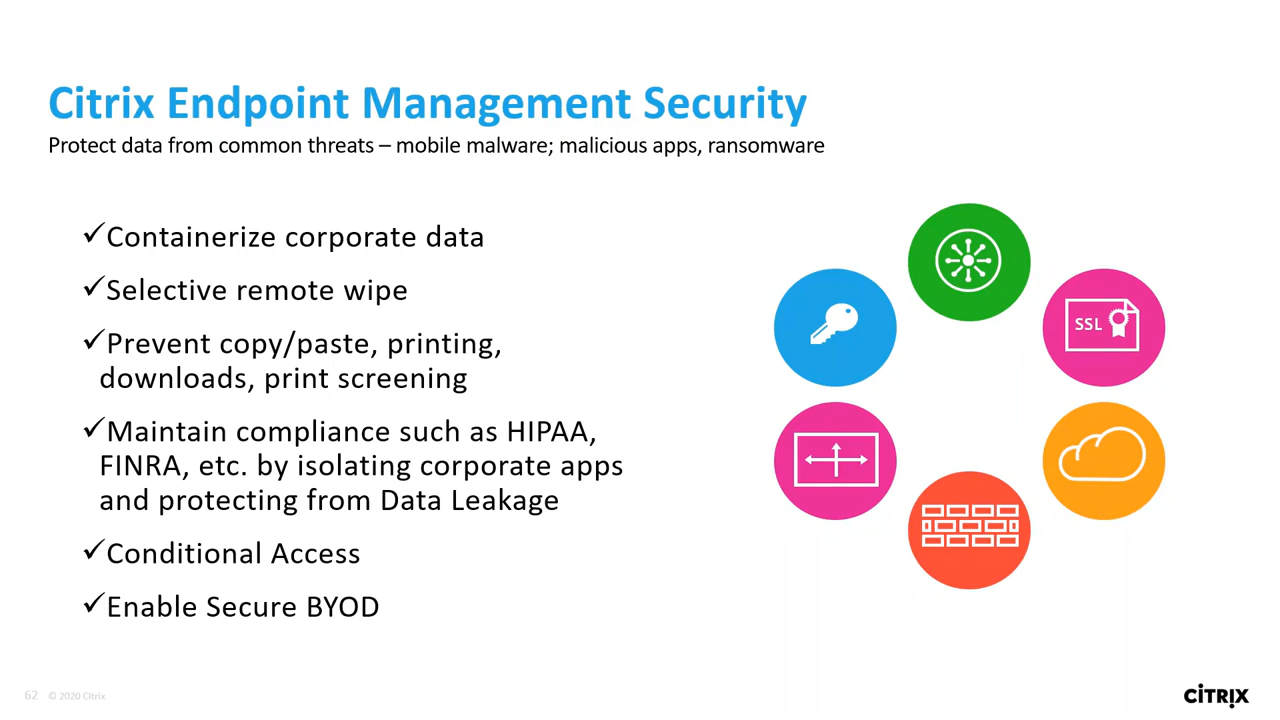 Citrix Endpoint Management Security
Protect data from common threats – mobile malware; malicious apps, ransomware
✓Containerize corporate data
✓Selective remote wipe
✓Prevent copy/paste, printing,
downloads, print screening
✓Maintain compliance such as HIPAA,
FINRA, etc. by isolating corporate apps
and protecting from Data Leakage
✓Conditional Access
✓Enable Secure BYOD
SSL
62 © 2020 Citrix
CITRIX